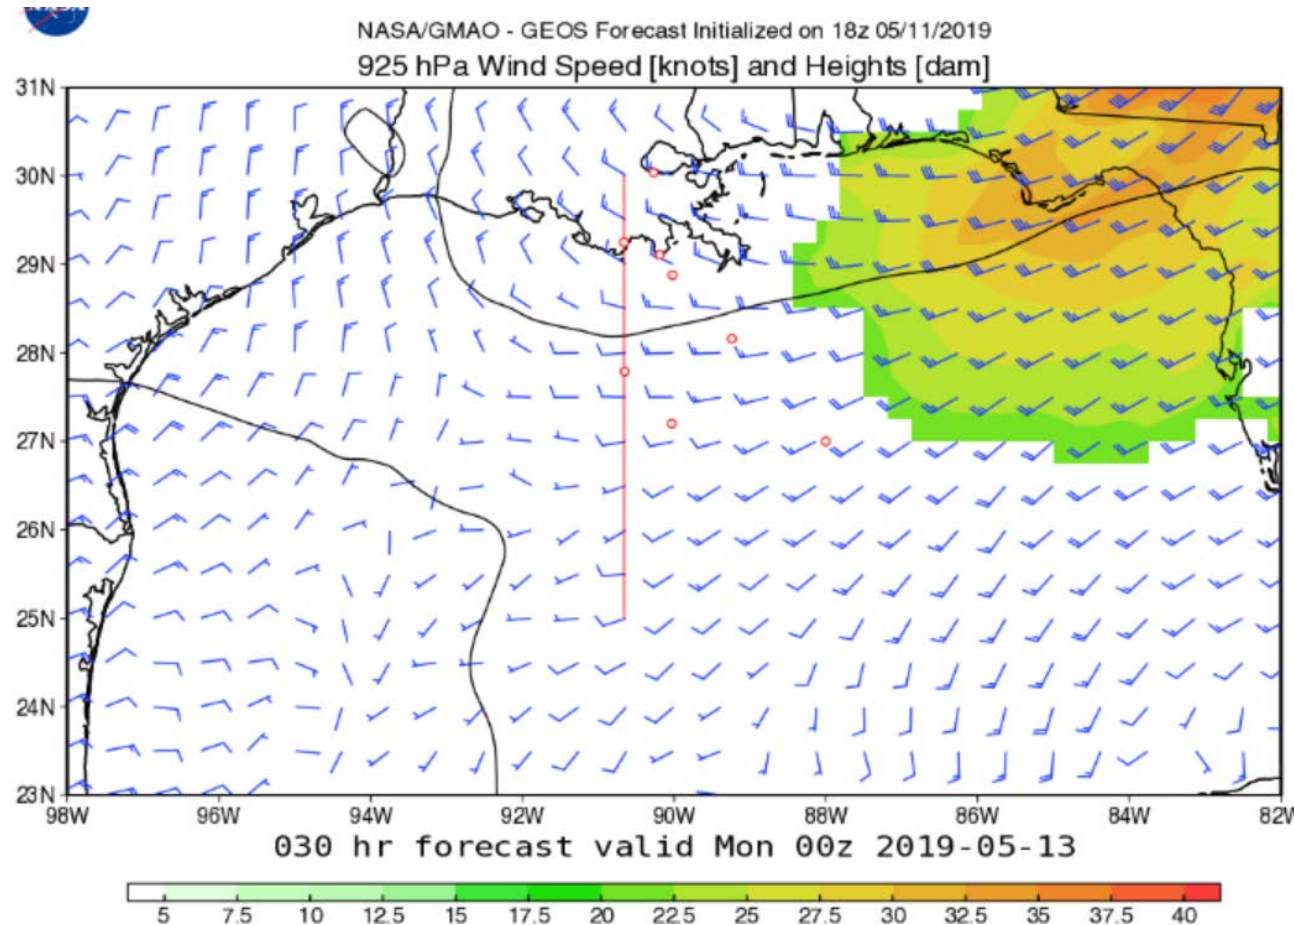 NASA/GMAO - GEOS Forecast Initialized on 18z 05/11/2019
925 hPa Wind Speed [knots] and Heights [dam]
31N
30N
29N
28N
27N
26N
25N
24N
23N
98W 96W 94W 92W 90W 88W 86W 84W 82W
030 hr forecast valid Mon 00z 2019-05-13
5 7.5 10 12.5 15 17.5 20 22.5 25 27.5 30 32.5 35 37.5 40